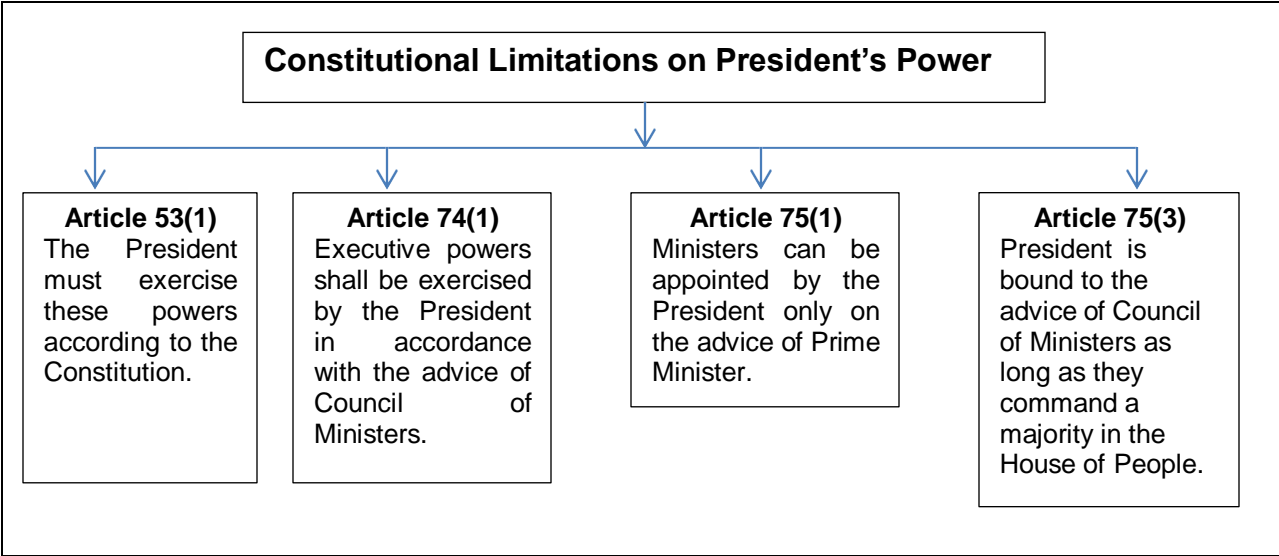 Constitutional Limitations on President’s Power
Article 53(1)
The President
must exercise
these powers
according to the
Constitution.
Article 74(1)
Executive powers
shall be exercised
by the President
in accordance
with the advice of
Council of
Ministers.
Article 75(1)
Ministers can be
appointed by the
President only on
the advice of Prime
Minister.
Article 75(3)
President is
bound to the
advice of Council
of Ministers as
long as they
command a
majority in the
House of People.